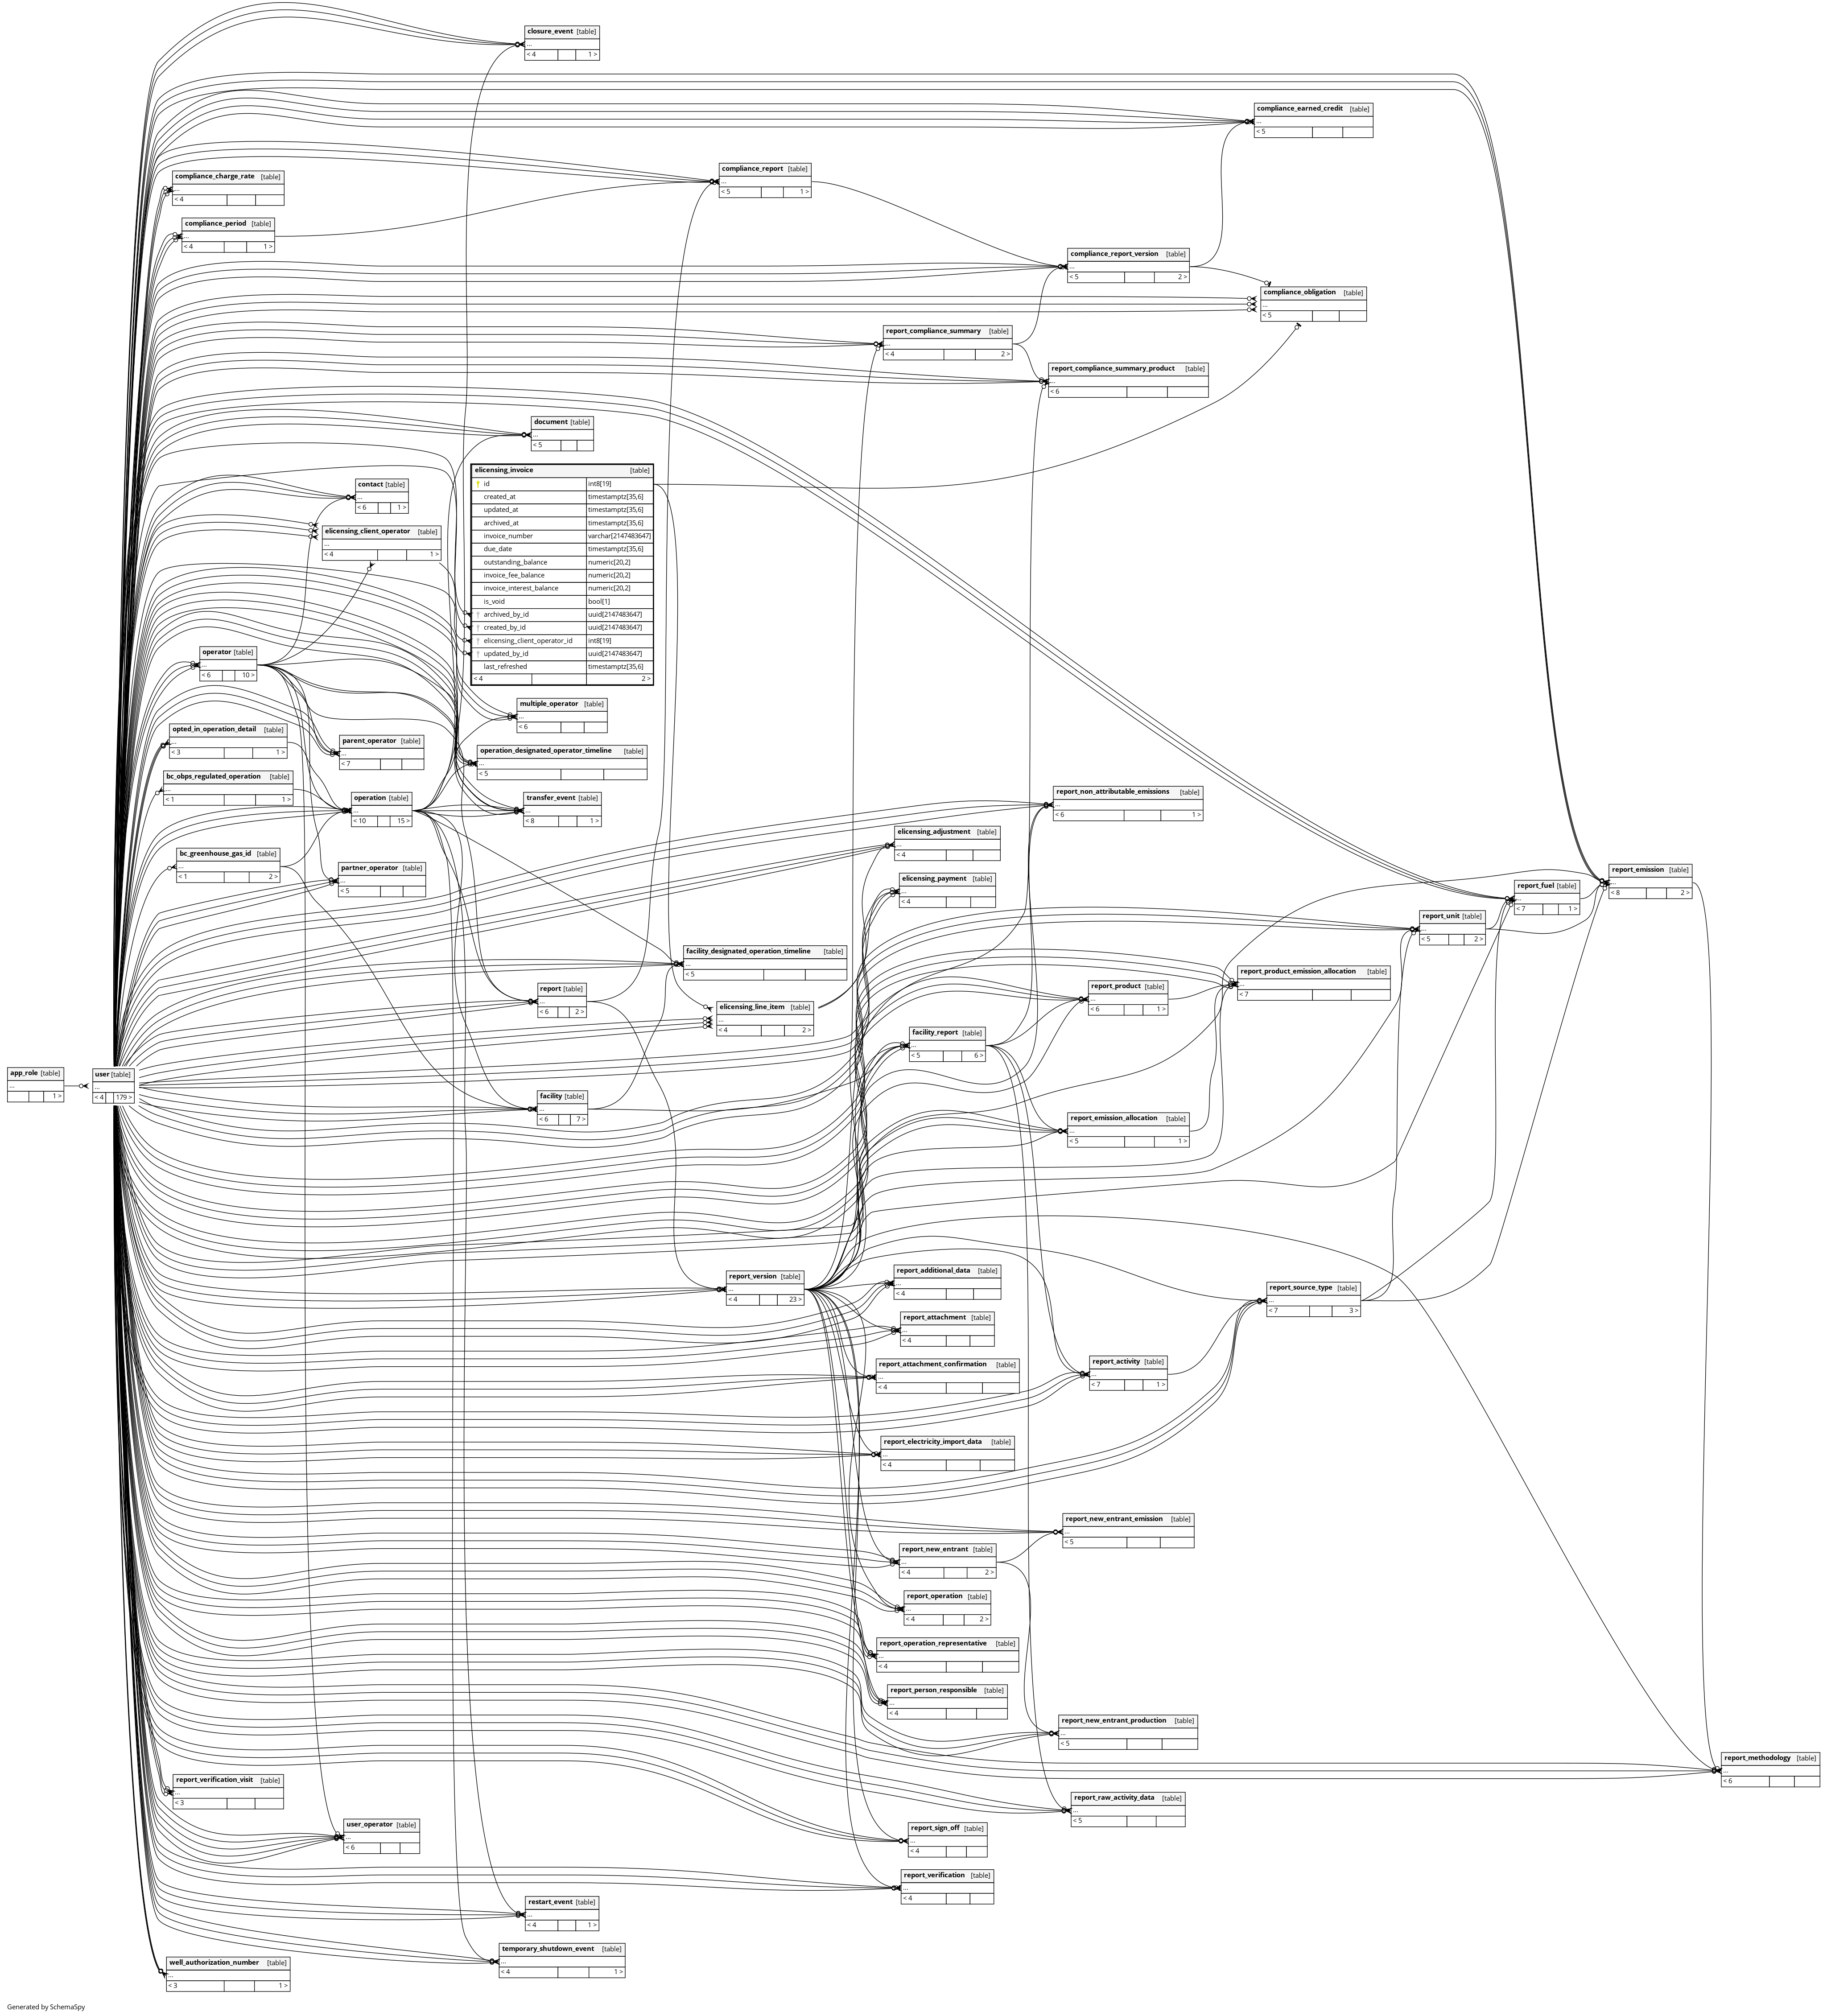 closure_event [table]
...
< 4 1 >
compliance_earned_credit [table]
...
< 5
compliance_report [table]
...
< 5 1 >
compliance_charge_rate [table]
...
< 4
compliance_period [table]
...
< 4 1 >
compliance_report_version [table]
...
< 5 2 >
compliance_obligation [table]
...
< 5
report_compliance_summary [table]
...
< 4 2 >
report_compliance_summary_product [table]
...
< 6
document [table]
...
< 5
elicensing_invoice [table]
id int8[19]
created_at timestamptz[35,6]
updated_at timestamptz[35,6]
archived_at timestamptz[35,6]
invoice_number varchar[2147483647]
due_date timestamptz[35,6]
outstanding_balance numeric[20,2]
invoice_fee_balance numeric[20,2]
invoice_interest_balance numeric[20,2]
is_void bool[1]
archived_by_id uuid[2147483647]
created_by_id uuid[2147483647]
elicensing_client_operator_id int8[19]
updated_by_id uuid[2147483647]
last_refreshed timestamptz[35,6]
< 4 2 >
contact [table]
...
< 6 1 >
elicensing_client_operator [table]
...
< 4 1 >
operator [table]
...
< 6 10 >
multiple_operator [table]
...
< 6
opted_in_operation_detail [table]
...
< 3 1 >
parent_operator [table]
...
< 7
operation_designated_operator_timeline [table]
...
< 5
bc_obps_regulated_operation [table]
...
< 1 1 >
operation [table]
...
< 10 15 >
transfer_event [table]
...
< 8 1 >
report_non_attributable_emissions [table]
...
< 6 1 >
elicensing_adjustment [table]
...
< 4
bc_greenhouse_gas_id [table]
...
< 1 2 >
partner_operator [table]
...
< 5
elicensing_payment [table]
...
< 4
report_emission [table]
...
< 8 2 >
report_fuel [table]
...
< 7 1 >
report_unit [table]
...
< 5 2 >
facility_designated_operation_timeline [table]
...
< 5
report_product_emission_allocation [table]
...
< 7
report [table]
...
< 6 2 >
report_product [table]
...
< 6 1 >
elicensing_line_item [table]
...
< 4 2 >
facility_report [table]
...
< 5 6 >
app_role [table]
...
1 >
user [table]
...
< 4 179 >
facility [table]
...
< 6 7 >
report_emission_allocation [table]
...
< 5 1 >
report_version [table]
...
< 4 23 >
report_additional_data [table]
...
< 4
report_source_type [table]
...
< 7 3 >
report_attachment [table]
...
< 4
report_attachment_confirmation [table]
...
< 4
report_activity [table]
...
< 7 1 >
report_electricity_import_data [table]
...
< 4
report_new_entrant_emission [table]
...
< 5
report_new_entrant [table]
...
< 4 2 >
report_operation [table]
...
< 4 2 >
report_operation_representative [table]
...
< 4
report_person_responsible [table]
...
< 4
report_new_entrant_production [table]
...
< 5
report_methodology [table]
...
< 6
report_verification_visit [table]
...
< 3
report_raw_activity_data [table]
...
< 5
user_operator [table]
...
< 6
report_sign_off [table]
...
< 4
report_verification [table]
...
< 4
restart_event [table]
...
< 4 1 >
temporary_shutdown_event [table]
...
< 4 1 >
well_authorization_number [table]
...
< 3 1 >
Generated by SchemaSpy